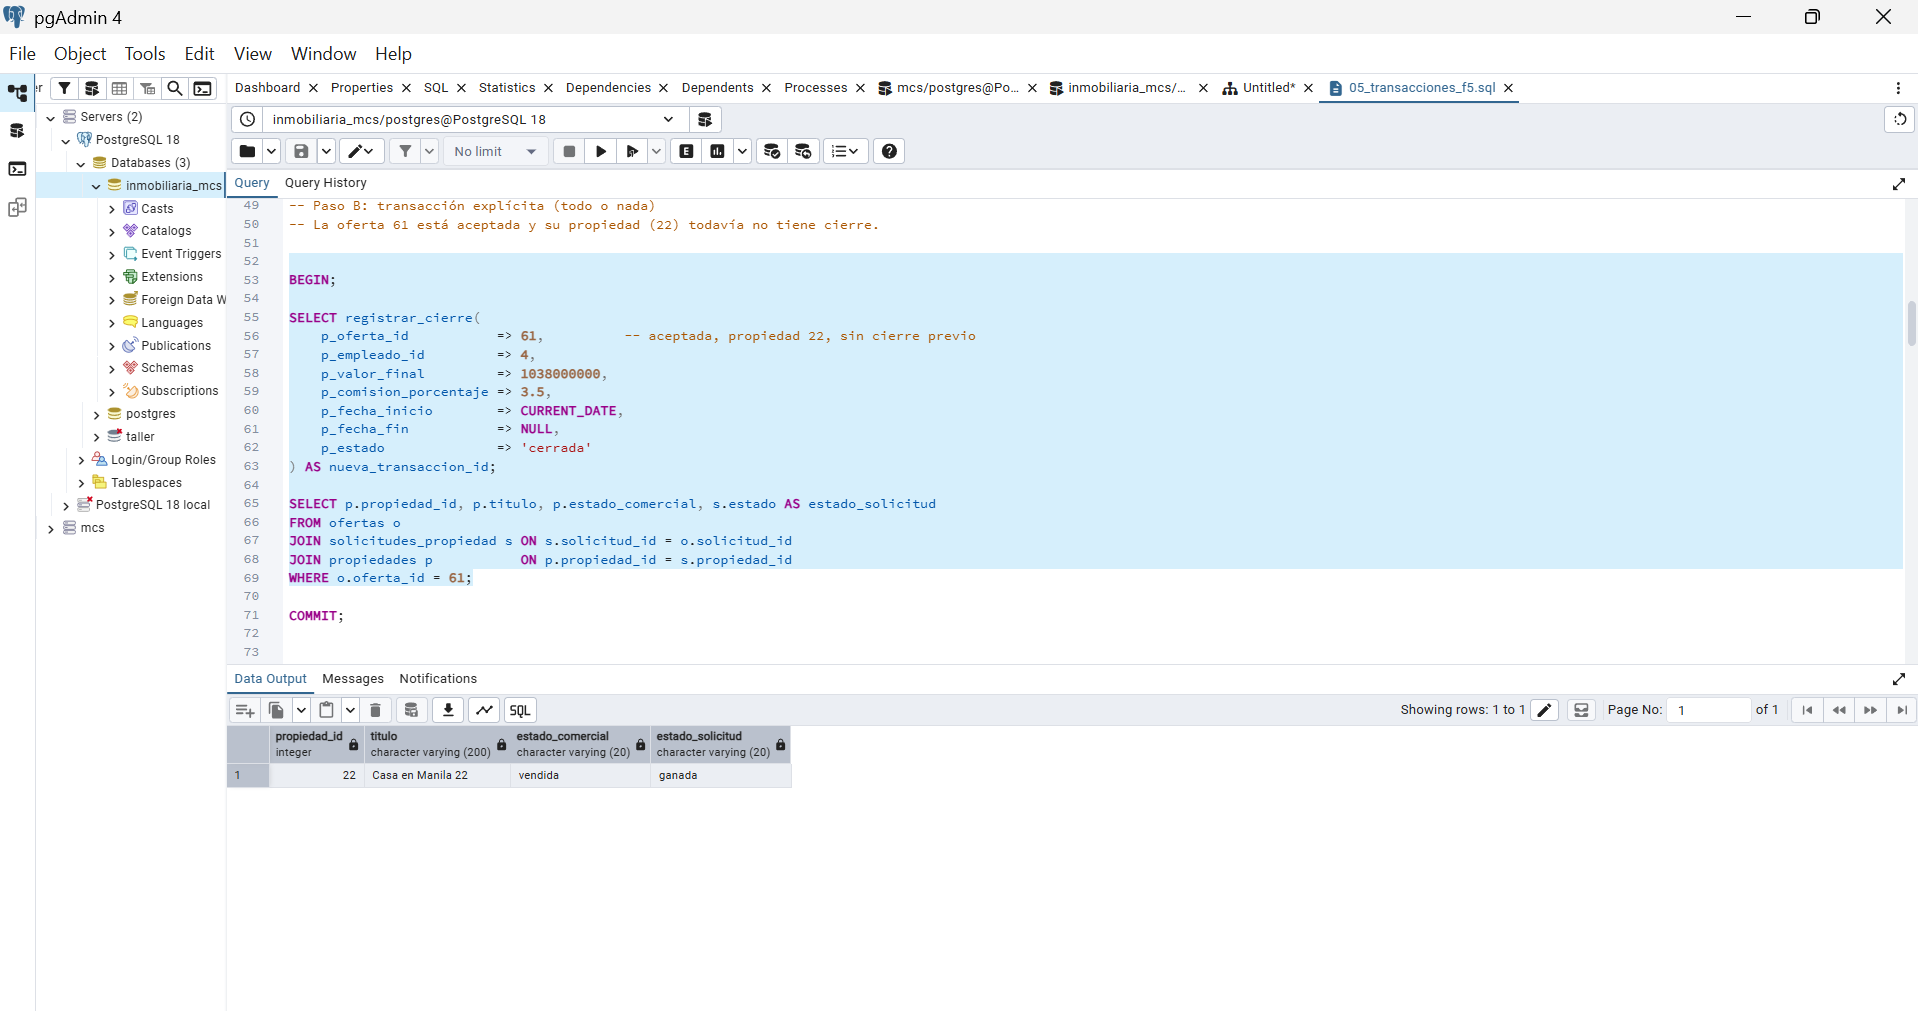 pgAdmin 4
File Object Tools Edit View Window Help
er
Dashboard Properties SQL Statistics Dependencies Dependents Processes mcs/postgres@Po... inmobiliaria_mcs/... Untitled* 05_transacciones_f5.sql
Servers (2)
PostgreSQL 18
Databases (3)
inmobiliaria_mcs
Casts
Catalogs
Event Triggers
Extensions
Foreign Data W
Languages
Publications
Schemas
Subscriptions
postgres
taller
Login/Group Roles
Tablespaces
PostgreSQL 18 local
mcs
inmobiliaria_mcs/postgres@PostgreSQL 18
No limit
E
Query Query History
49 -- Paso B: transacción explícita (todo o nada)
50 -- La oferta 61 está aceptada y su propiedad (22) todavía no tiene cierre.
51
52
53 BEGIN;
54
55 SELECT registrar_cierre(
56 p_oferta_id => 61, -- aceptada, propiedad 22, sin cierre previo
57 p_empleado_id => 4,
58 p_valor_final => 1038000000,
59 p_comision_porcentaje => 3.5,
60 p_fecha_inicio => CURRENT_DATE,
61 p_fecha_fin => NULL,
62 p_estado => 'cerrada'
63 ) AS nueva_transaccion_id;
64
65 SELECT p.propiedad_id, p.titulo, p.estado_comercial, s.estado AS estado_solicitud
66 FROM ofertas o
67 JOIN solicitudes_propiedad s ON s.solicitud_id = o.solicitud_id
68 JOIN propiedades p ON p.propiedad_id = s.propiedad_id
69 WHERE o.oferta_id = 61;
70
71 COMMIT;
72
73
Data Output Messages Notifications
SQL
Showing rows: 1 to 1
Page No: 1 of 1
propiedad_id titulo estado_comercial estado_solicitud
integer character varying (200) character varying (20) character varying (20)
1 22 Casa en Manila 22 vendida ganada